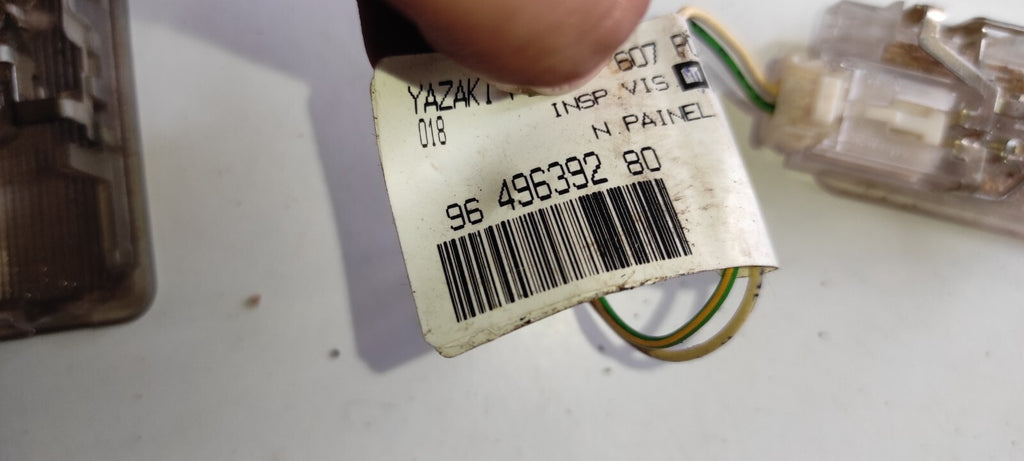 YAZAKI 607
018 INSP VIS
N PAINEL
96 496392 80